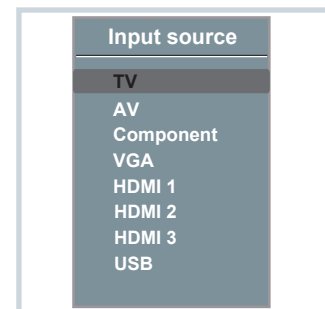 Input source
TV
AV
Component
VGA
HDMI 1
HDMI 2
HDMI 3
USB